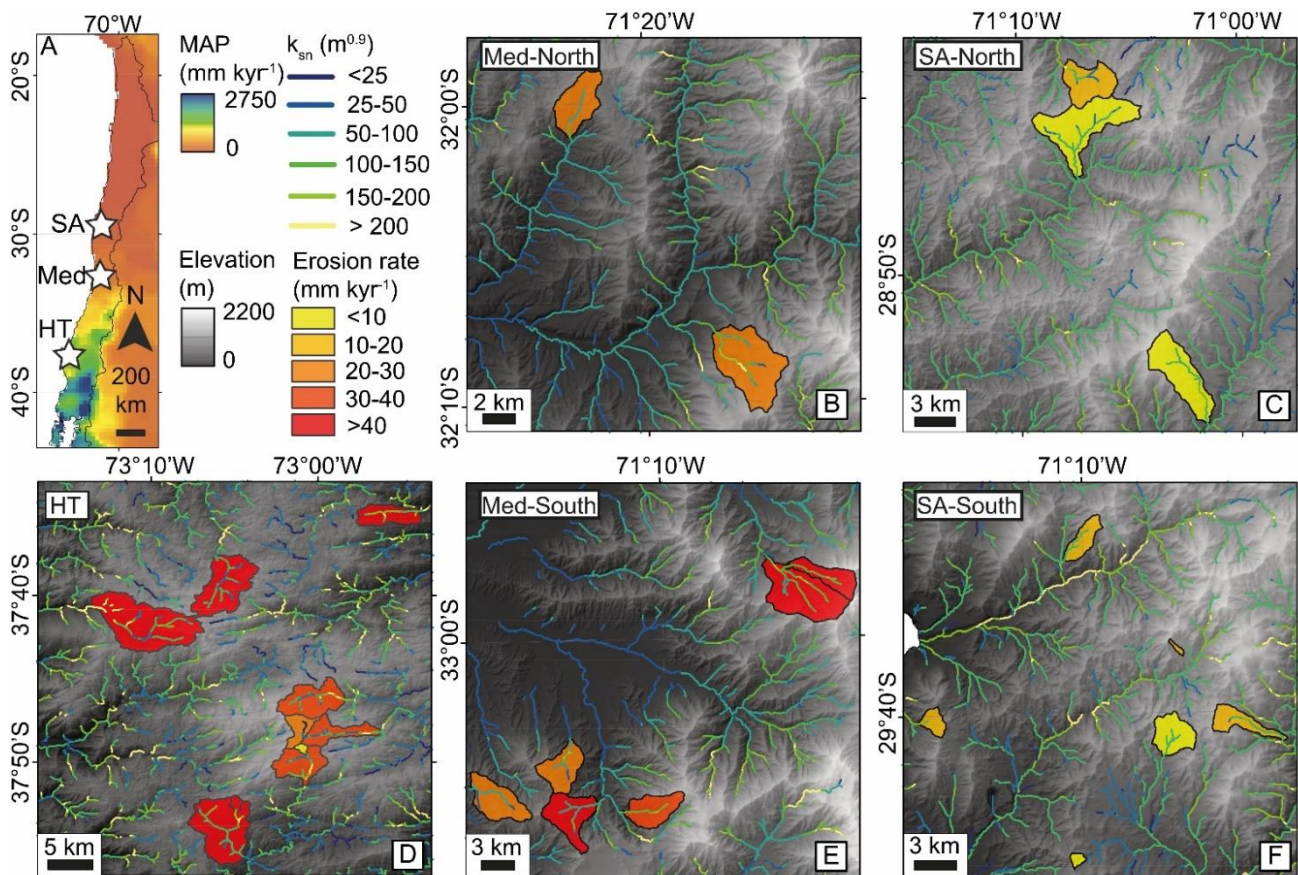 70°W
A
20°S
30°S
40°S
SA
Med
HT
N
200
km
MAP
(mm kyr⁻¹)
2750
0
Elevation
(m)
2200
0
kₛₙ (m⁰·⁹)
<25
25-50
50-100
100-150
150-200
> 200
Erosion rate
(mm kyr⁻¹)
<10
10-20
20-30
30-40
>40
71°20'W
Med-North
32°00'S
32°10'S
2 km
B
71°10'W
71°00'W
SA-North
28°50'S
3 km
C
73°10'W
73°00'W
HT
37°40'S
37°50'S
5 km
D
71°10'W
Med-South
33°00'S
3 km
E
71°10'W
SA-South
29°40'S
3 km
F